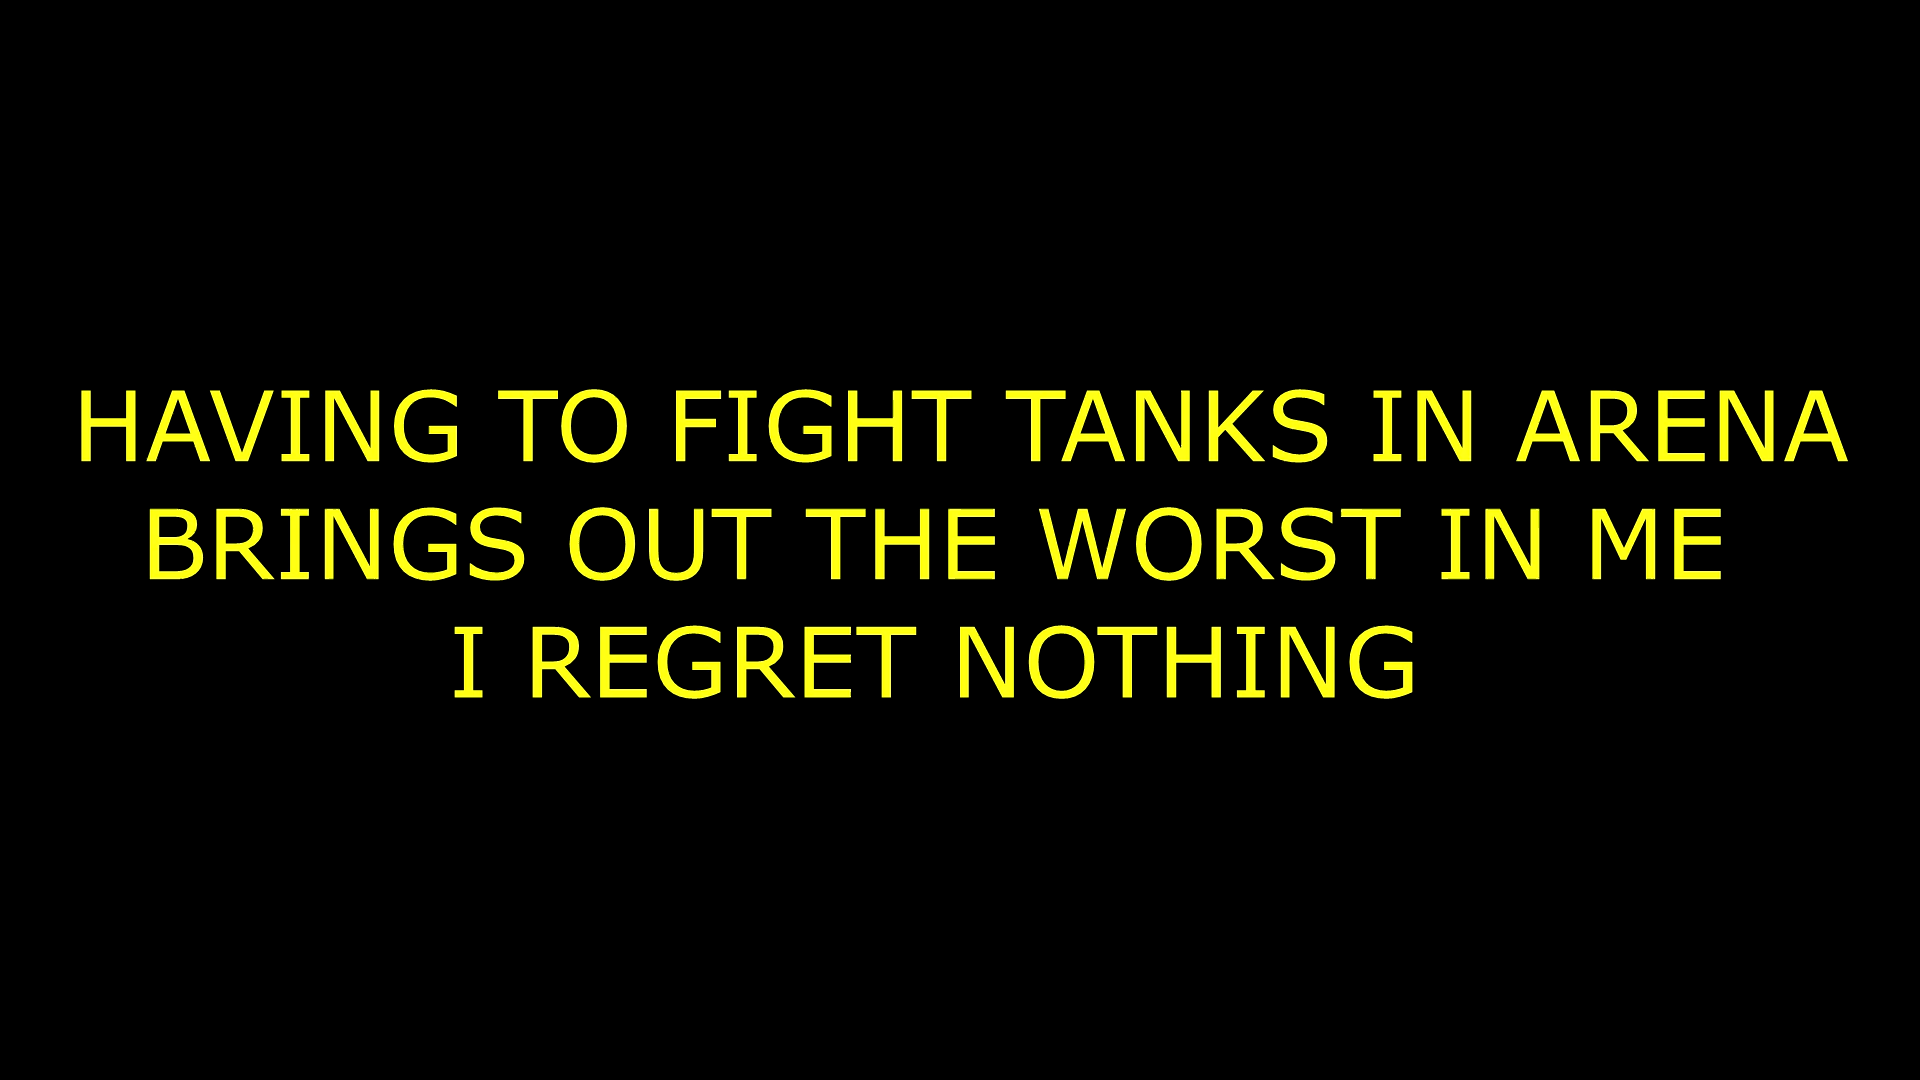 HAVING TO FIGHT TANKS IN ARENA
BRINGS OUT THE WORST IN ME
I REGRET NOTHING